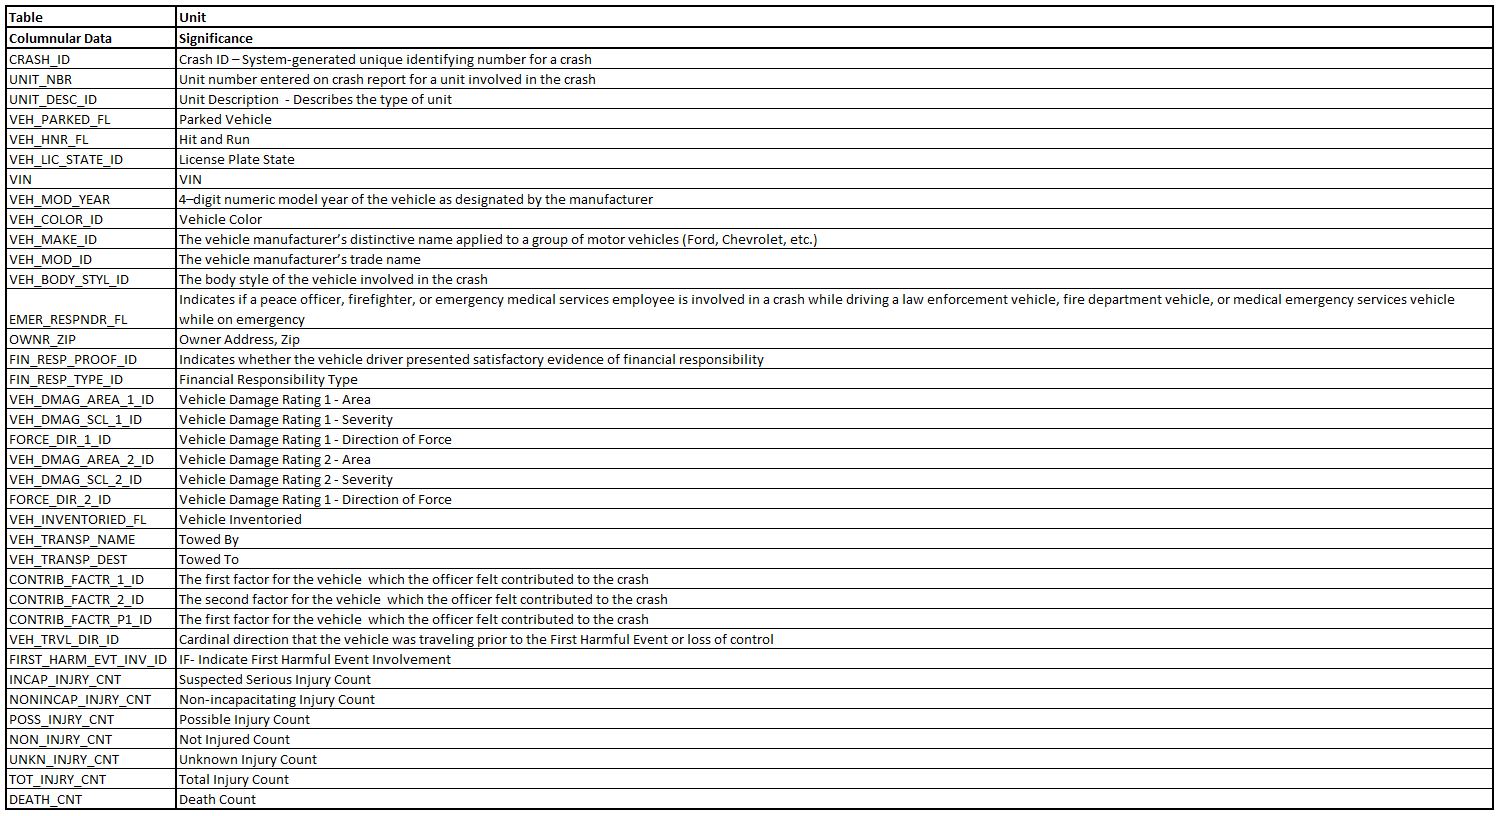 Table Unit
Columnular Data Significance
CRASH_ID Crash ID – System-generated unique identifying number for a crash
UNIT_NBR Unit number entered on crash report for a unit involved in the crash
UNIT_DESC_ID Unit Description  - Describes the type of unit
VEH_PARKED_FL Parked Vehicle
VEH_HNR_FL Hit and Run
VEH_LIC_STATE_ID License Plate State
VIN VIN
VEH_MOD_YEAR 4–digit numeric model year of the vehicle as designated by the manufacturer
VEH_COLOR_ID Vehicle Color
VEH_MAKE_ID The vehicle manufacturer’s distinctive name applied to a group of motor vehicles (Ford, Chevrolet, etc.)
VEH_MOD_ID The vehicle manufacturer’s trade name
VEH_BODY_STYL_ID The body style of the vehicle involved in the crash
Indicates if a peace officer, firefighter, or emergency medical services employee is involved in a crash while driving a law enforcement vehicle, fire department vehicle, or medical emergency services vehicle
EMER_RESPNDR_FL while on emergency
OWNR_ZIP Owner Address, Zip
FIN_RESP_PROOF_ID Indicates whether the vehicle driver presented satisfactory evidence of financial responsibility
FIN_RESP_TYPE_ID Financial Responsibility Type
VEH_DMAG_AREA_1_ID Vehicle Damage Rating 1 - Area
VEH_DMAG_SCL_1_ID Vehicle Damage Rating 1 - Severity
FORCE_DIR_1_ID Vehicle Damage Rating 1 - Direction of Force
VEH_DMAG_AREA_2_ID Vehicle Damage Rating 2 - Area
VEH_DMAG_SCL_2_ID Vehicle Damage Rating 2 - Severity
FORCE_DIR_2_ID Vehicle Damage Rating 1 - Direction of Force
VEH_INVENTORIED_FL Vehicle Inventoried
VEH_TRANSP_NAME Towed By
VEH_TRANSP_DEST Towed To
CONTRIB_FACTR_1_ID The first factor for the vehicle  which the officer felt contributed to the crash
CONTRIB_FACTR_2_ID The second factor for the vehicle  which the officer felt contributed to the crash
CONTRIB_FACTR_P1_ID The first factor for the vehicle  which the officer felt contributed to the crash
VEH_TRVL_DIR_ID Cardinal direction that the vehicle was traveling prior to the First Harmful Event or loss of control
FIRST_HARM_EVT_INV_ID IF- Indicate First Harmful Event Involvement
INCAP_INJRY_CNT Suspected Serious Injury Count
NONINCAP_INJRY_CNT Non-incapacitating Injury Count
POSS_INJRY_CNT Possible Injury Count
NON_INJRY_CNT Not Injured Count
UNKN_INJRY_CNT Unknown Injury Count
TOT_INJRY_CNT Total Injury Count
DEATH_CNT Death Count